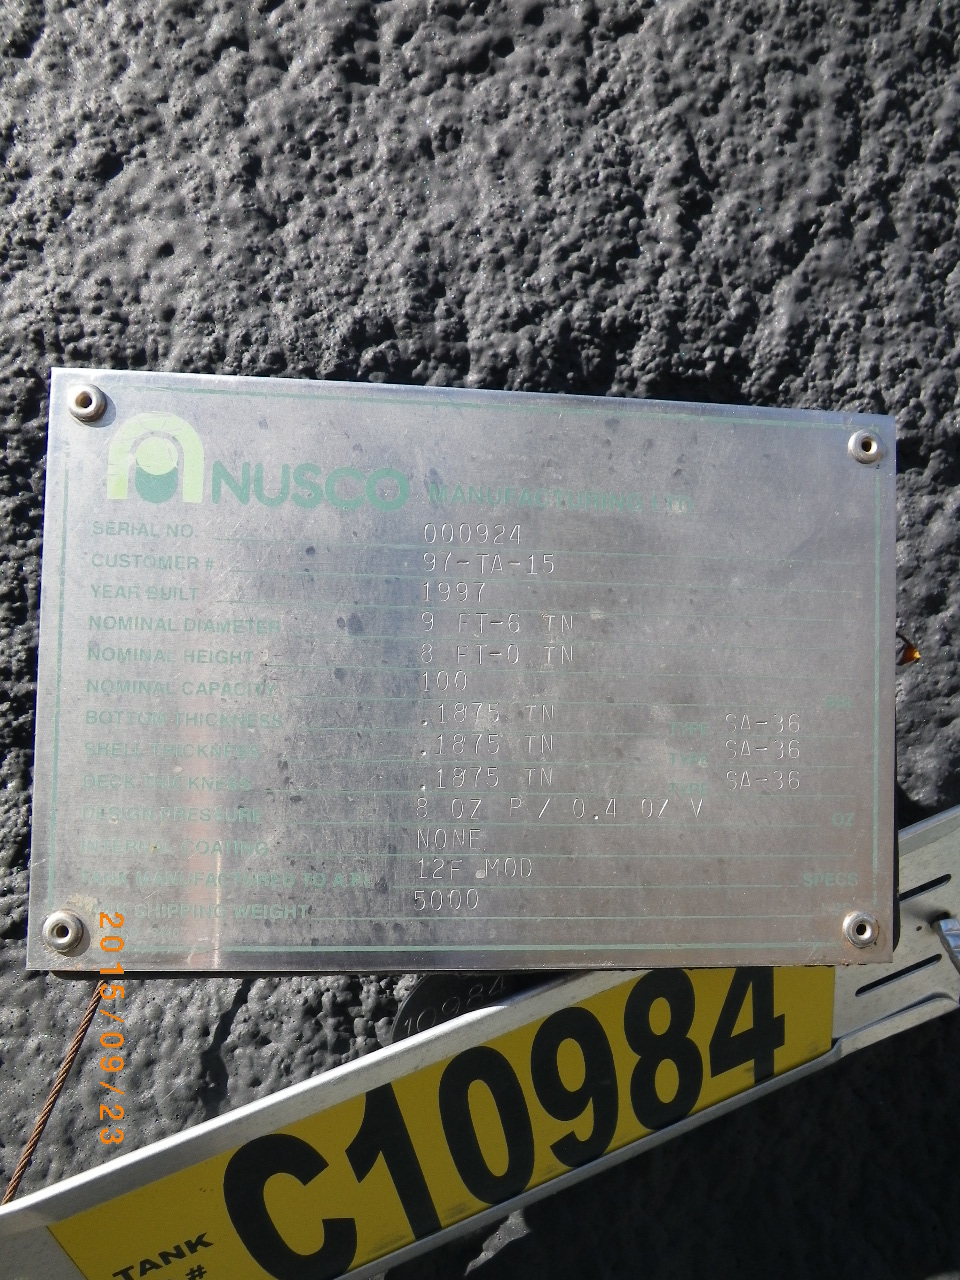 NUSCO MANUFACTURING LTD.
SERIAL NO. 000924
CUSTOMER # 97-TA-15
YEAR BUILT 1997
NOMINAL DIAMETER 9 FT-6 IN
NOMINAL HEIGHT 8 FT-0 IN
NOMINAL CAPACITY 100 BBL
BOTTOM THICKNESS .1875 IN TYPE SA-36
SHELL THICKNESS .1875 IN TYPE SA-36
DECK THICKNESS .1875 IN TYPE SA-36
DESIGN PRESSURE 8 OZ P / 0.4 OZ V OZ
INTERNAL COATING NONE
TANK MANUFACTURED TO A.P.I. 12F MOD SPECS
SHIPPING WEIGHT 5000
10984
TANK # C10984
2015/09/23